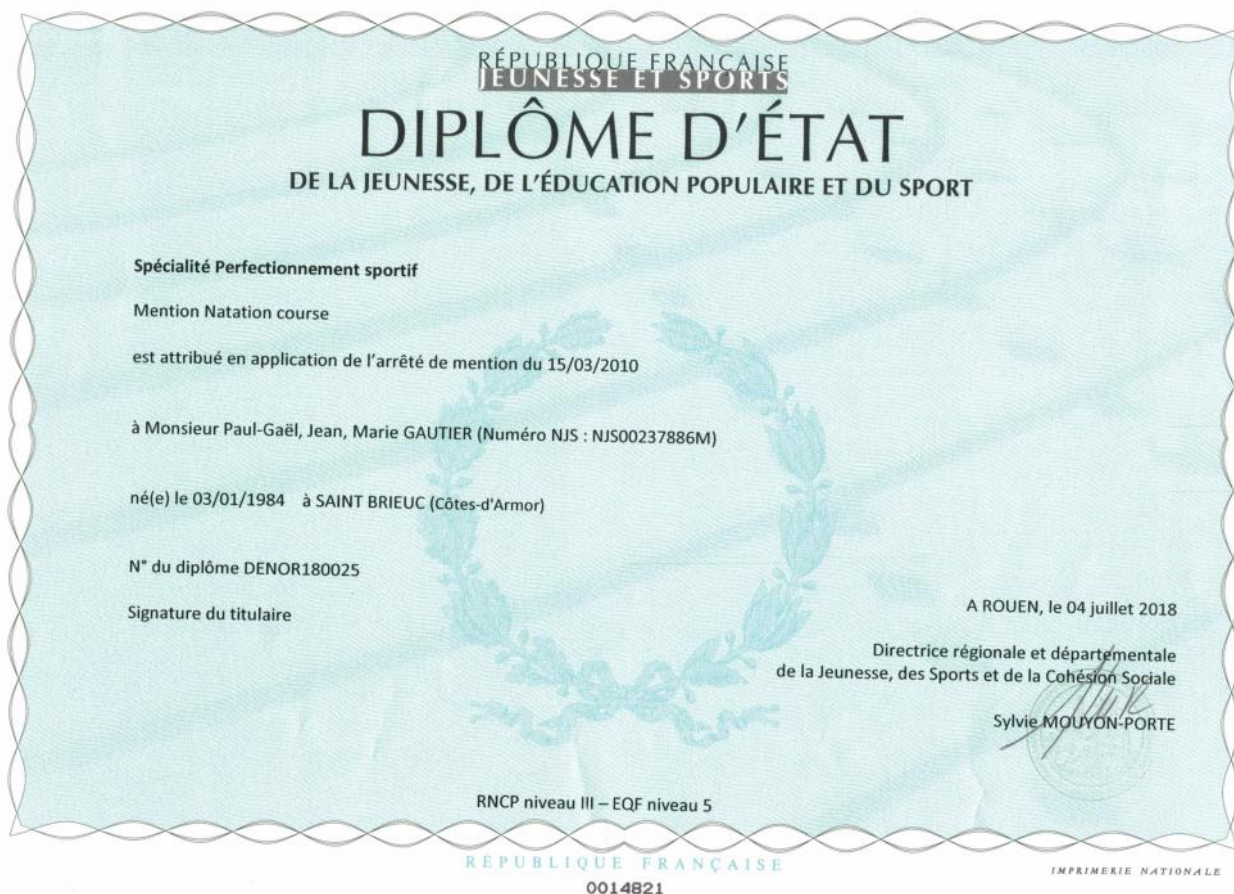 RÉPUBLIQUE FRANÇAISE
JEUNESSE ET SPORTS
DIPLÔME D'ÉTAT
DE LA JEUNESSE, DE L'ÉDUCATION POPULAIRE ET DU SPORT
Spécialité Perfectionnement sportif
Mention Natation course
est attribué en application de l'arrêté de mention du 15/03/2010
à Monsieur Paul-Gaël, Jean, Marie GAUTIER (Numéro NJS : NJS00237886M)
né(e) le 03/01/1984 à SAINT BRIEUC (Côtes-d'Armor)
N° du diplôme DENOR180025
Signature du titulaire
A ROUEN, le 04 juillet 2018
Directrice régionale et départementale
de la Jeunesse, des Sports et de la Cohésion Sociale
Sylvie MOUYON-PORTE
RNCP niveau III – EQF niveau 5
RÉPUBLIQUE FRANÇAISE
IMPRIMERIE NATIONALE
0014821